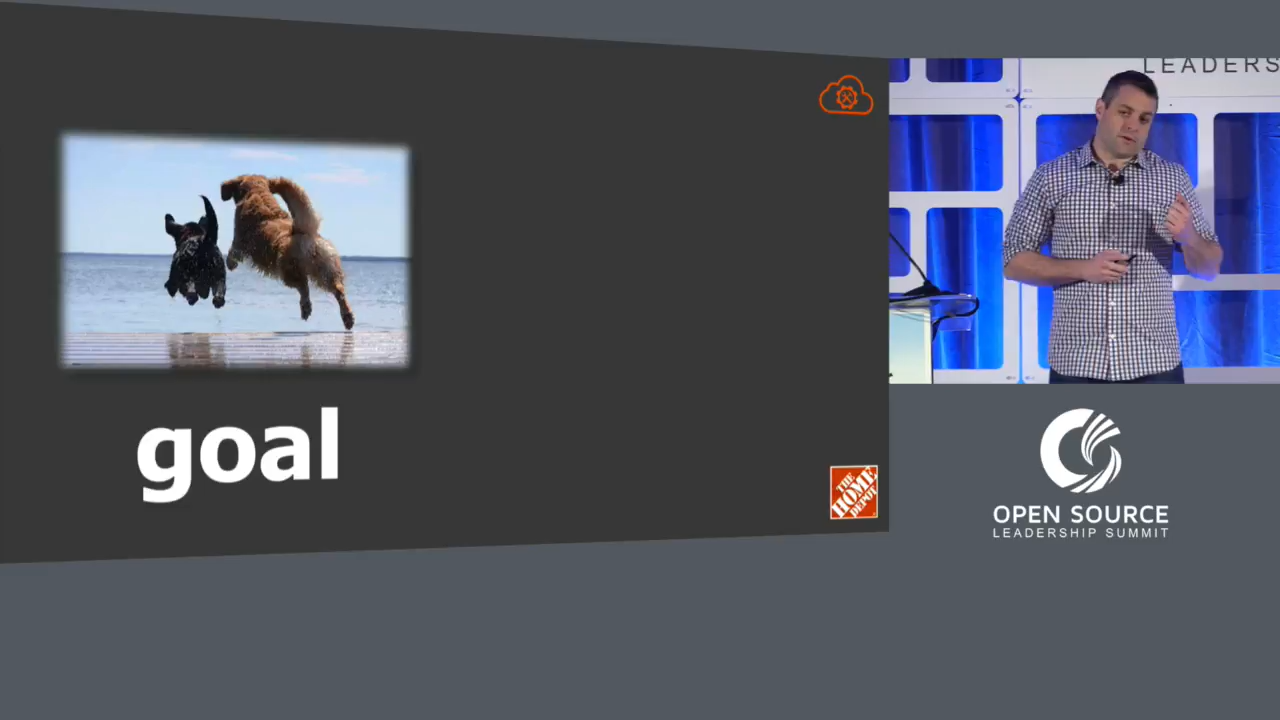 goal
THE
HOME
DEPOT
LEADERS
OPEN SOURCE
LEADERSHIP SUMMIT